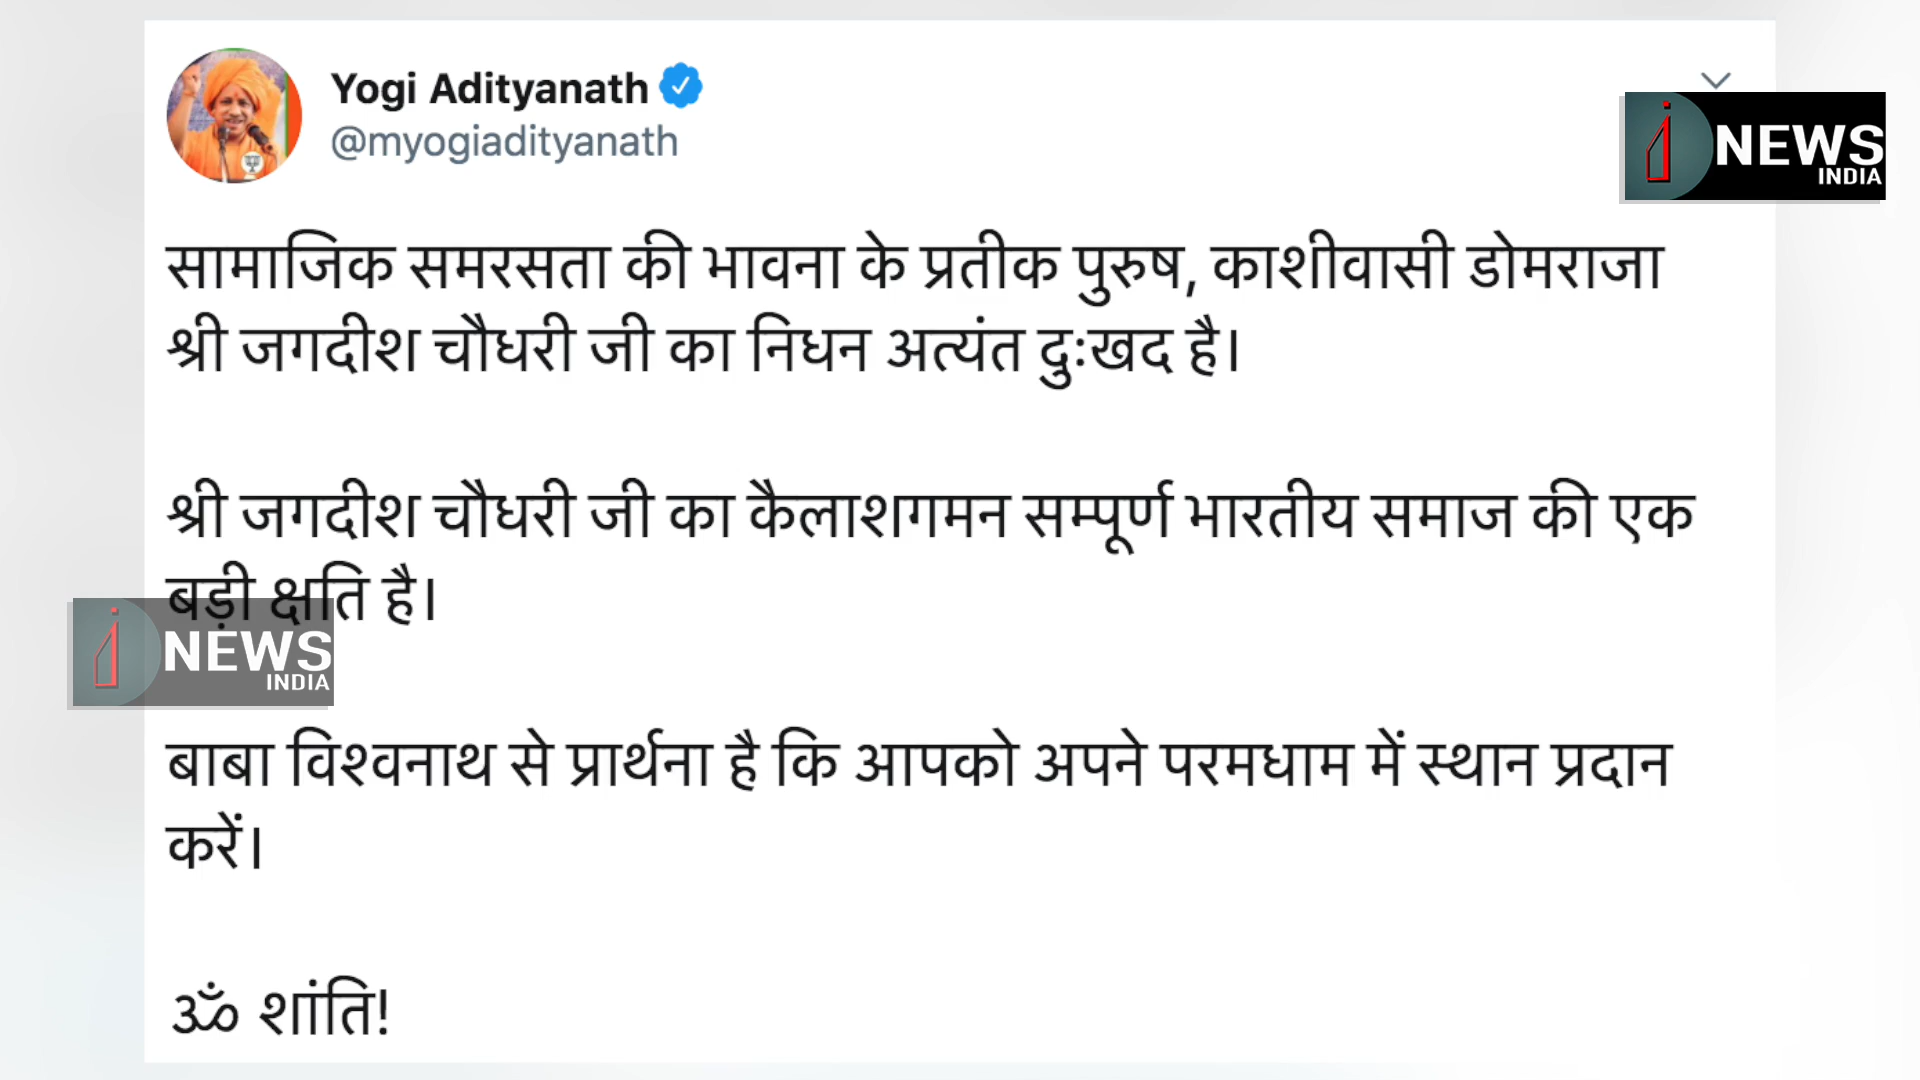 Yogi Adityanath
@myogiadityanath
NEWS
INDIA
सामाजिक समरसता की भावना के प्रतीक पुरुष, काशीवासी डोमराजा
श्री जगदीश चौधरी जी का निधन अत्यंत दुःखद है।
श्री जगदीश चौधरी जी का कैलाशगमन सम्पूर्ण भारतीय समाज की एक
बड़ी क्षति है।
NEWS
INDIA
बाबा विश्वनाथ से प्रार्थना है कि आपको अपने परमधाम में स्थान प्रदान
करें।
ॐ शांति!